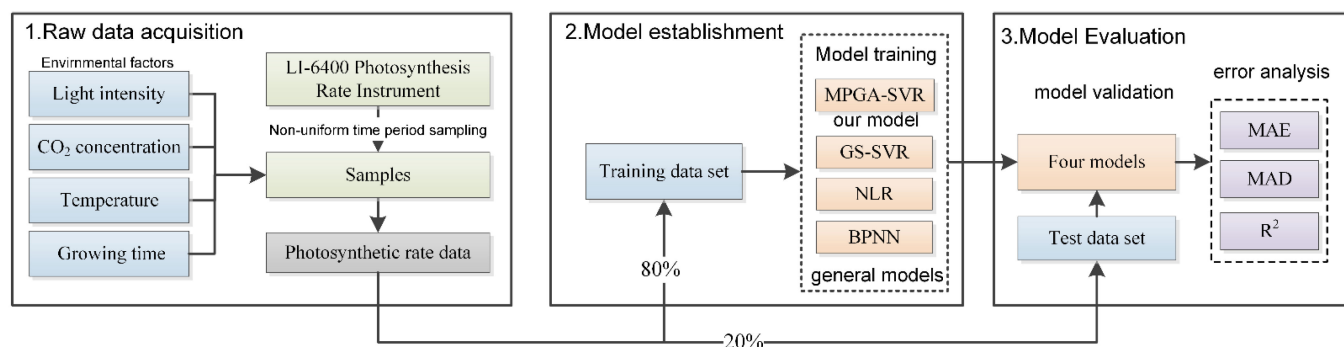 1.Raw data acquisition
Envirnmental factors
Light intensity
CO₂ concentration
Temperature
Growing time
LI-6400 Photosynthesis
Rate Instrument
Non-uniform time period sampling
Samples
Photosynthetic rate data
2.Model establishment
Training data set
80%
Model training
MPGA-SVR
our model
GS-SVR
NLR
BPNN
general models
20%
3.Model Evaluation
model validation
Four models
Test data set
error analysis
MAE
MAD
R²